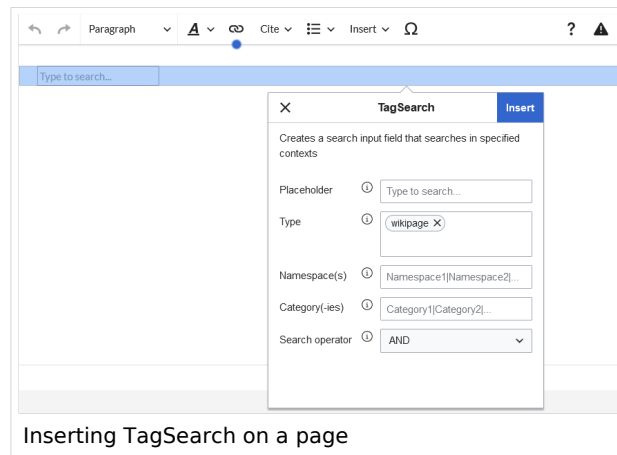 Paragraph A Cite Insert Ω ?
Type to search...
TagSearch Insert
Creates a search input field that searches in specified
contexts
Placeholder Type to search...
Type wikipage
Namespace(s) Namespace1|Namespace2|...
Category(-ies) Category1|Category2|...
Search operator AND
Inserting TagSearch on a page